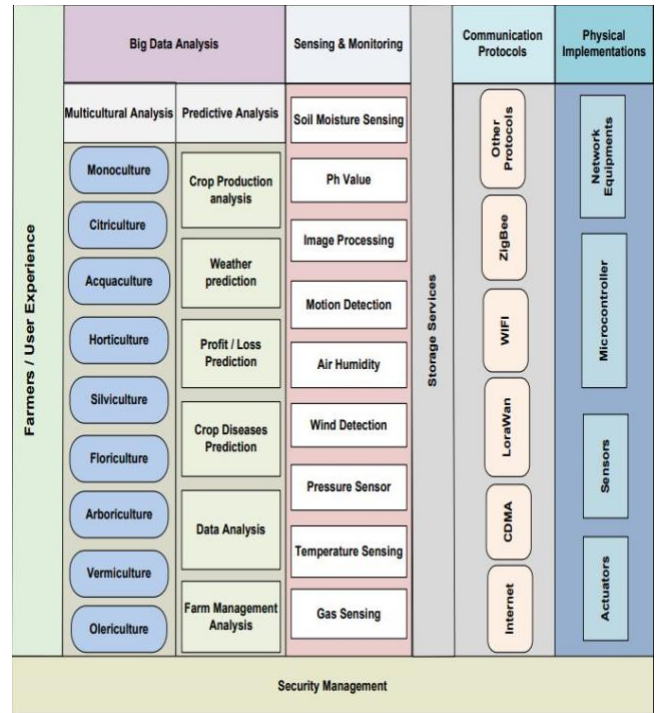 Farmers / User Experience
Big Data Analysis
Multicultural Analysis
Monoculture
Citriculture
Acquaculture
Horticulture
Silviculture
Floriculture
Arboriculture
Vermiculture
Olericulture
Predictive Analysis
Crop Production
analysis
Weather
prediction
Profit / Loss
Prediction
Crop Diseases
Prediction
Data Analysis
Farm Management
Analysis
Sensing & Monitoring
Soil Moisture Sensing
Ph Value
Image Processing
Motion Detection
Air Humidity
Wind Detection
Pressure Sensor
Temperature Sensing
Gas Sensing
Storage Services
Communication
Protocols
Other
Protocols
ZigBee
WIFI
LoraWan
CDMA
Internet
Physical
Implementations
Network
Equipments
Microcontroller
Sensors
Actuators
Security Management